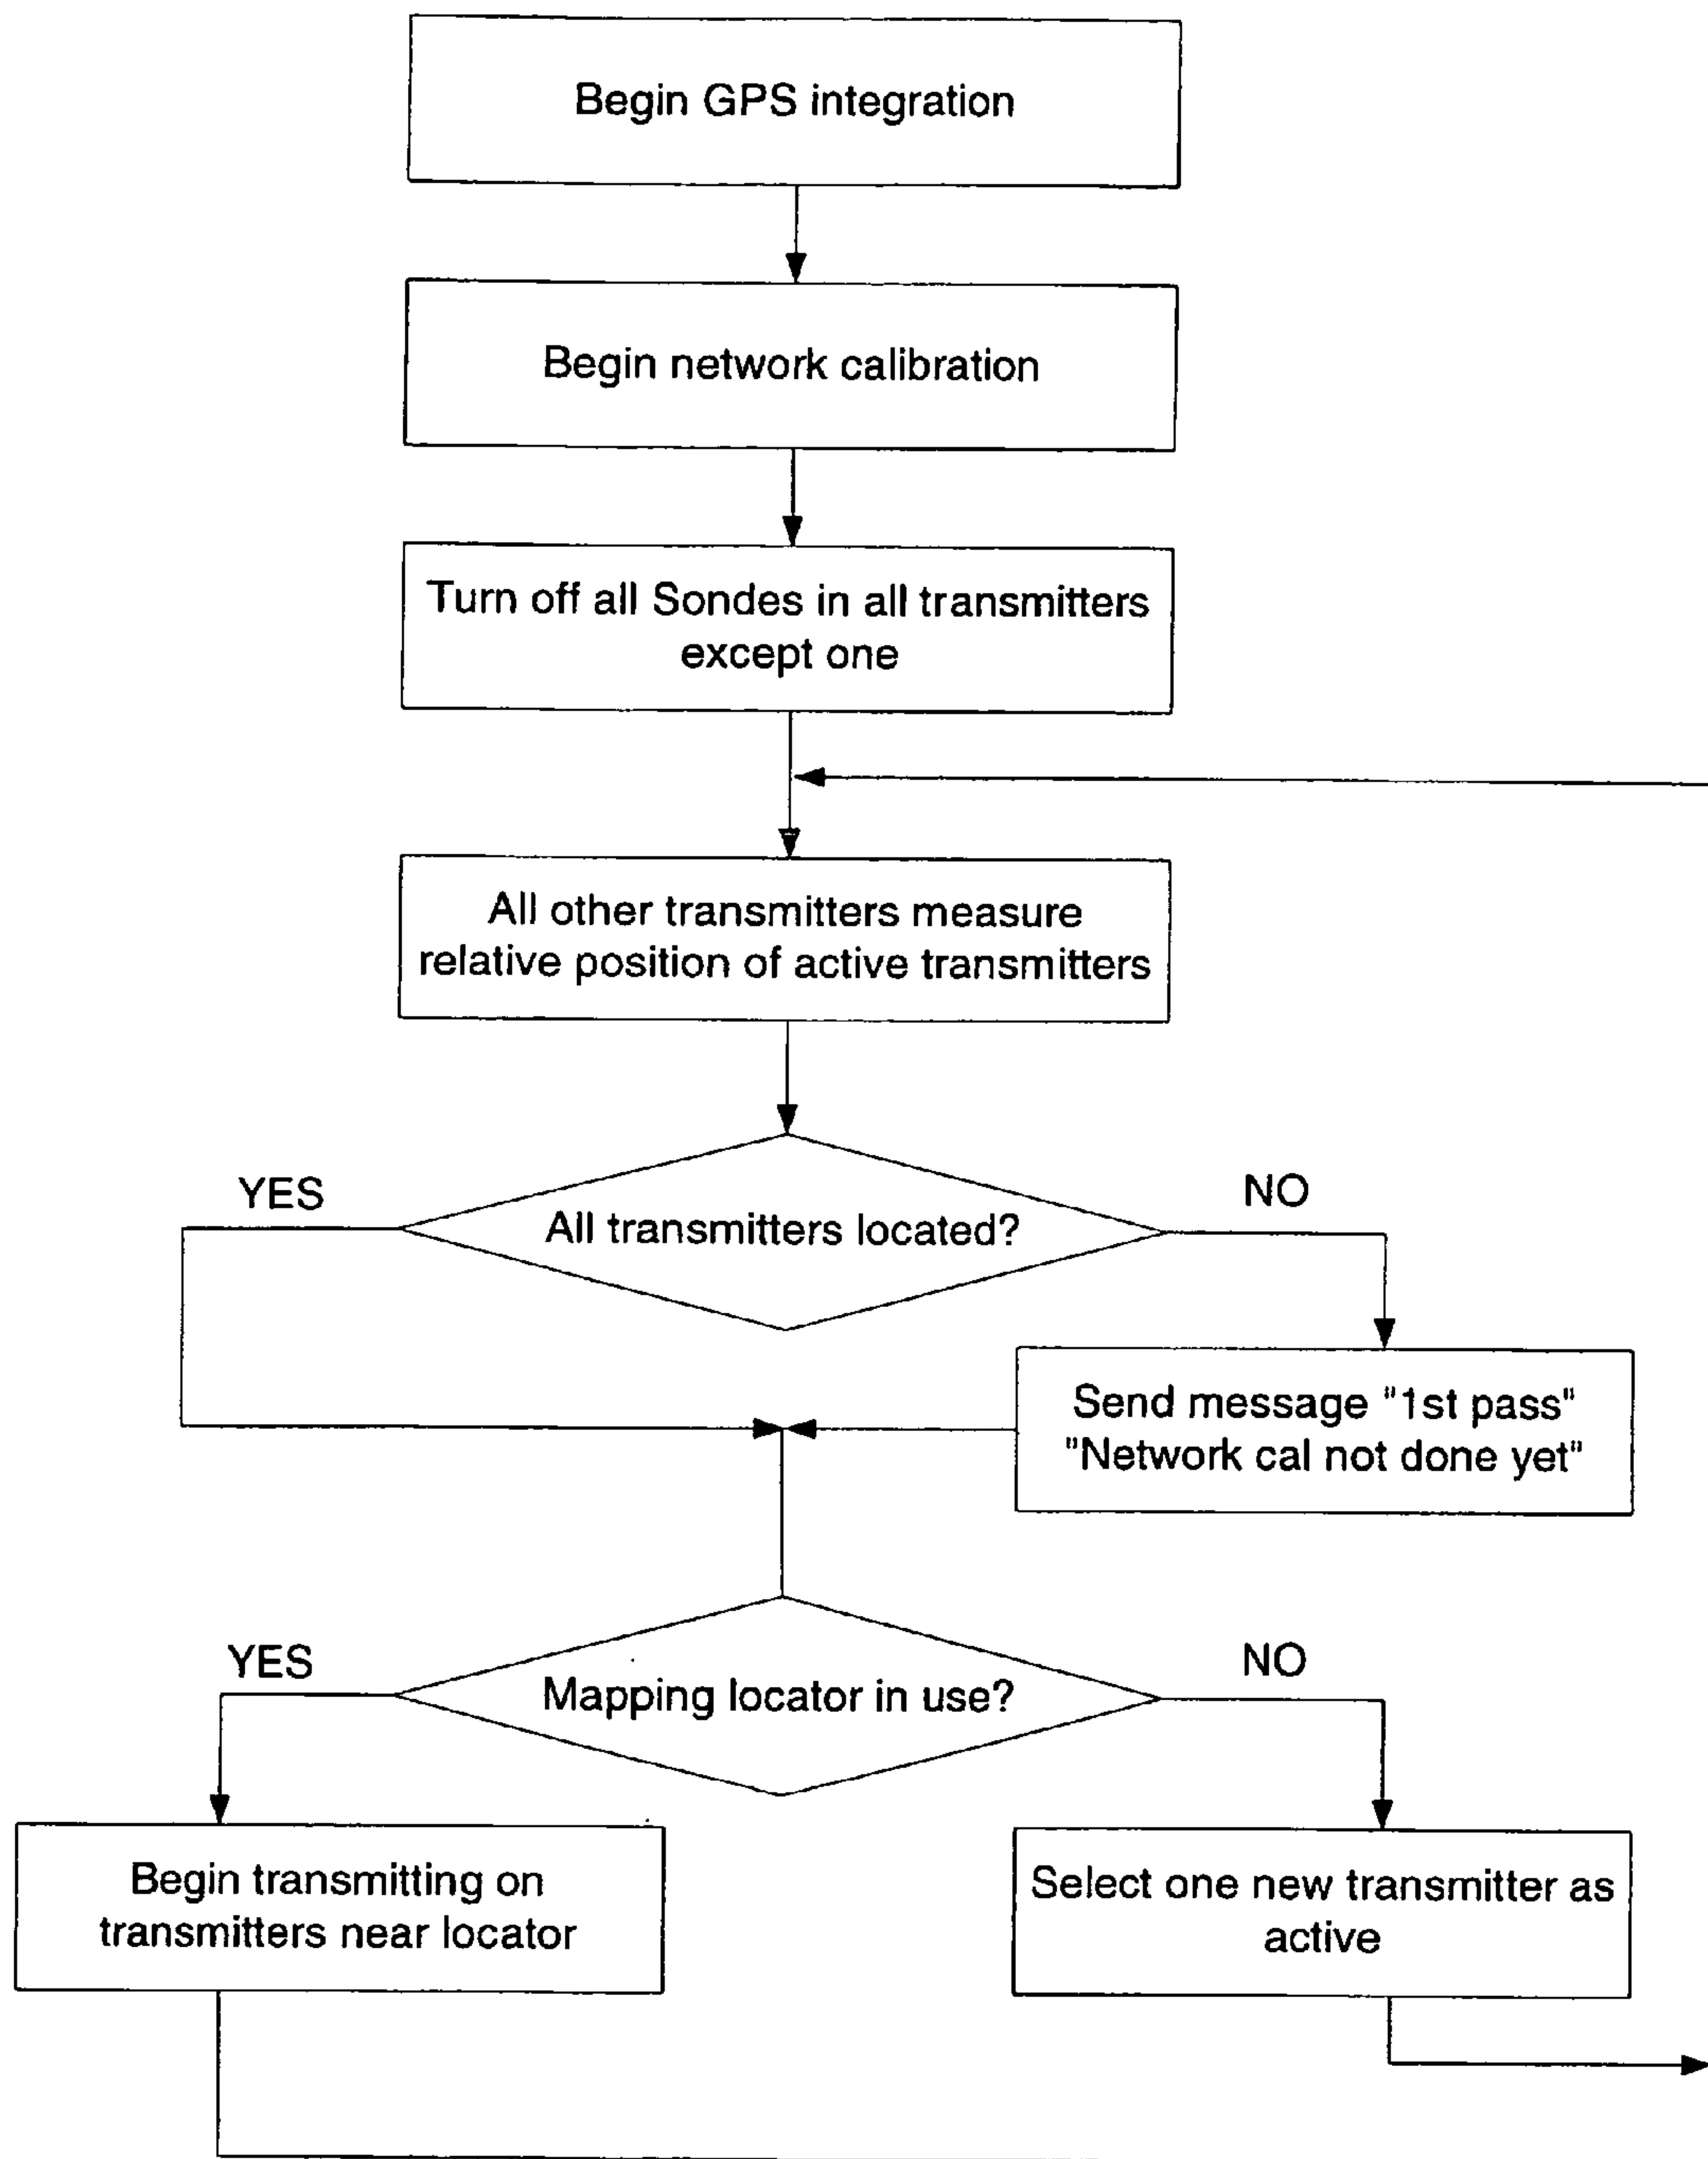 Begin GPS integration
Begin network calibration
Turn off all Sondes in all transmitters
except one
All other transmitters measure
relative position of active transmitters
YES
NO
All transmitters located?
Send message "1st pass"
"Network cal not done yet"
YES
NO
Mapping locator in use?
Begin transmitting on
transmitters near locator
Select one new transmitter as
active